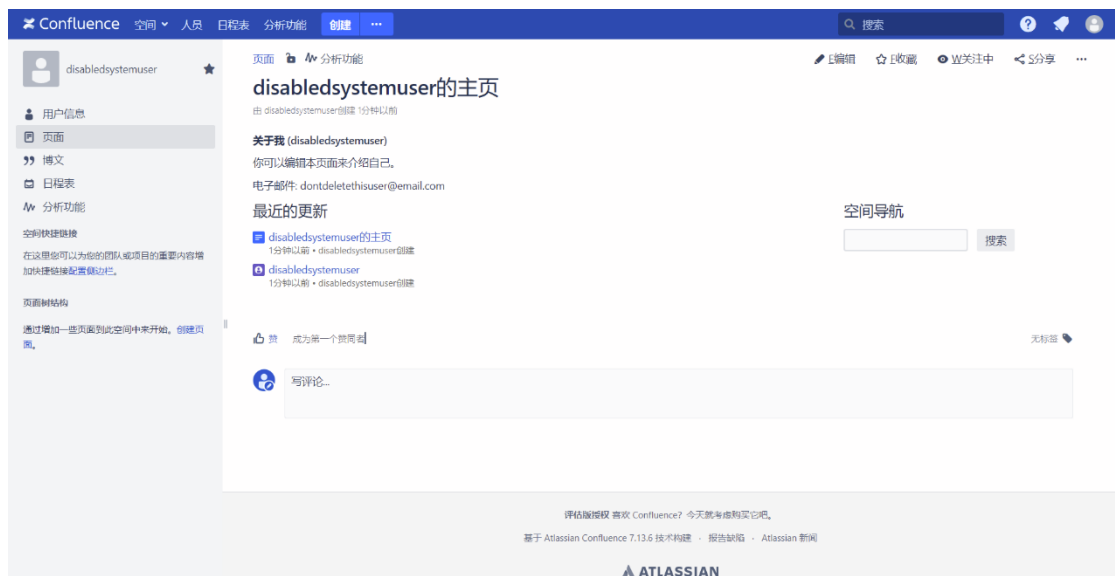 Confluence 空间 人员 日程表 分析功能 创建 ... 搜索
disabledsystemuser
用户信息
页面
博文
日程表
分析功能
空间快捷链接
在这里您可以为您的团队或项目的重要内容增
加快捷链接配置侧边栏。
页面树结构
通过增加一些页面到此空间中来开始。创建页
面。
页面 分析功能
E编辑 F收藏 W关注中 S分享 ...
disabledsystemuser的主页
由 disabledsystemuser创建 1分钟以前
关于我 (disabledsystemuser)
你可以编辑本页面来介绍自己。
电子邮件: dontdeletethisuser@email.com
最近的更新
disabledsystemuser的主页
1分钟以前 • disabledsystemuser创建
disabledsystemuser
1分钟以前 • disabledsystemuser创建
空间导航
搜索
赞 成为第一个赞同者
无标签
写评论...
评估版授权 喜欢 Confluence? 今天就考虑购买它吧。
基于 Atlassian Confluence 7.13.6 技术构建 · 报告缺陷 · Atlassian 新闻
ATLASSIAN